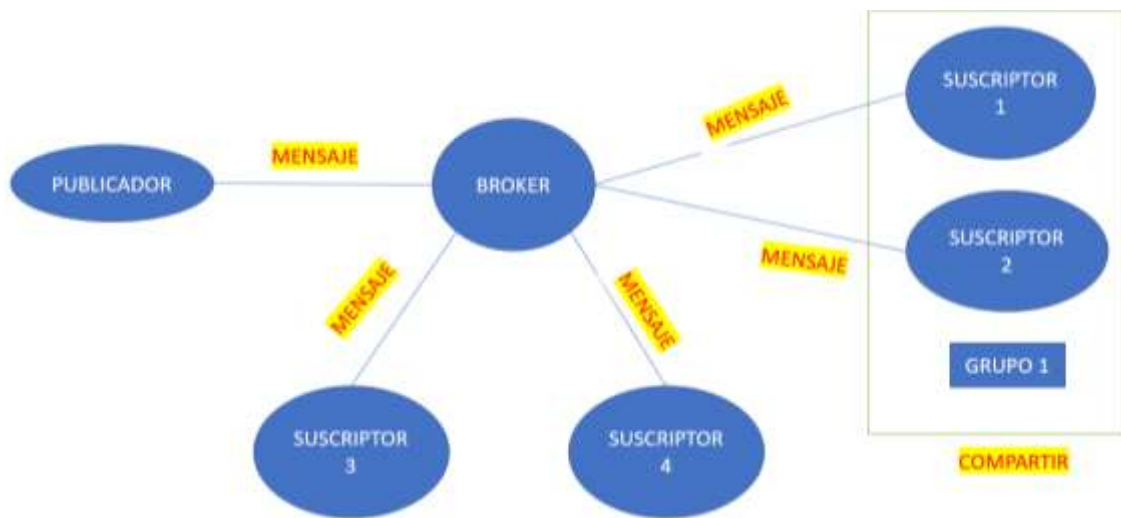 SUSCRIPTOR
1
MENSAJE
MENSAJE
PUBLICADOR
BROKER
SUSCRIPTOR
2
MENSAJE
MENSAJE
MENSAJE
GRUPO 1
SUSCRIPTOR
3
SUSCRIPTOR
4
COMPARTIR